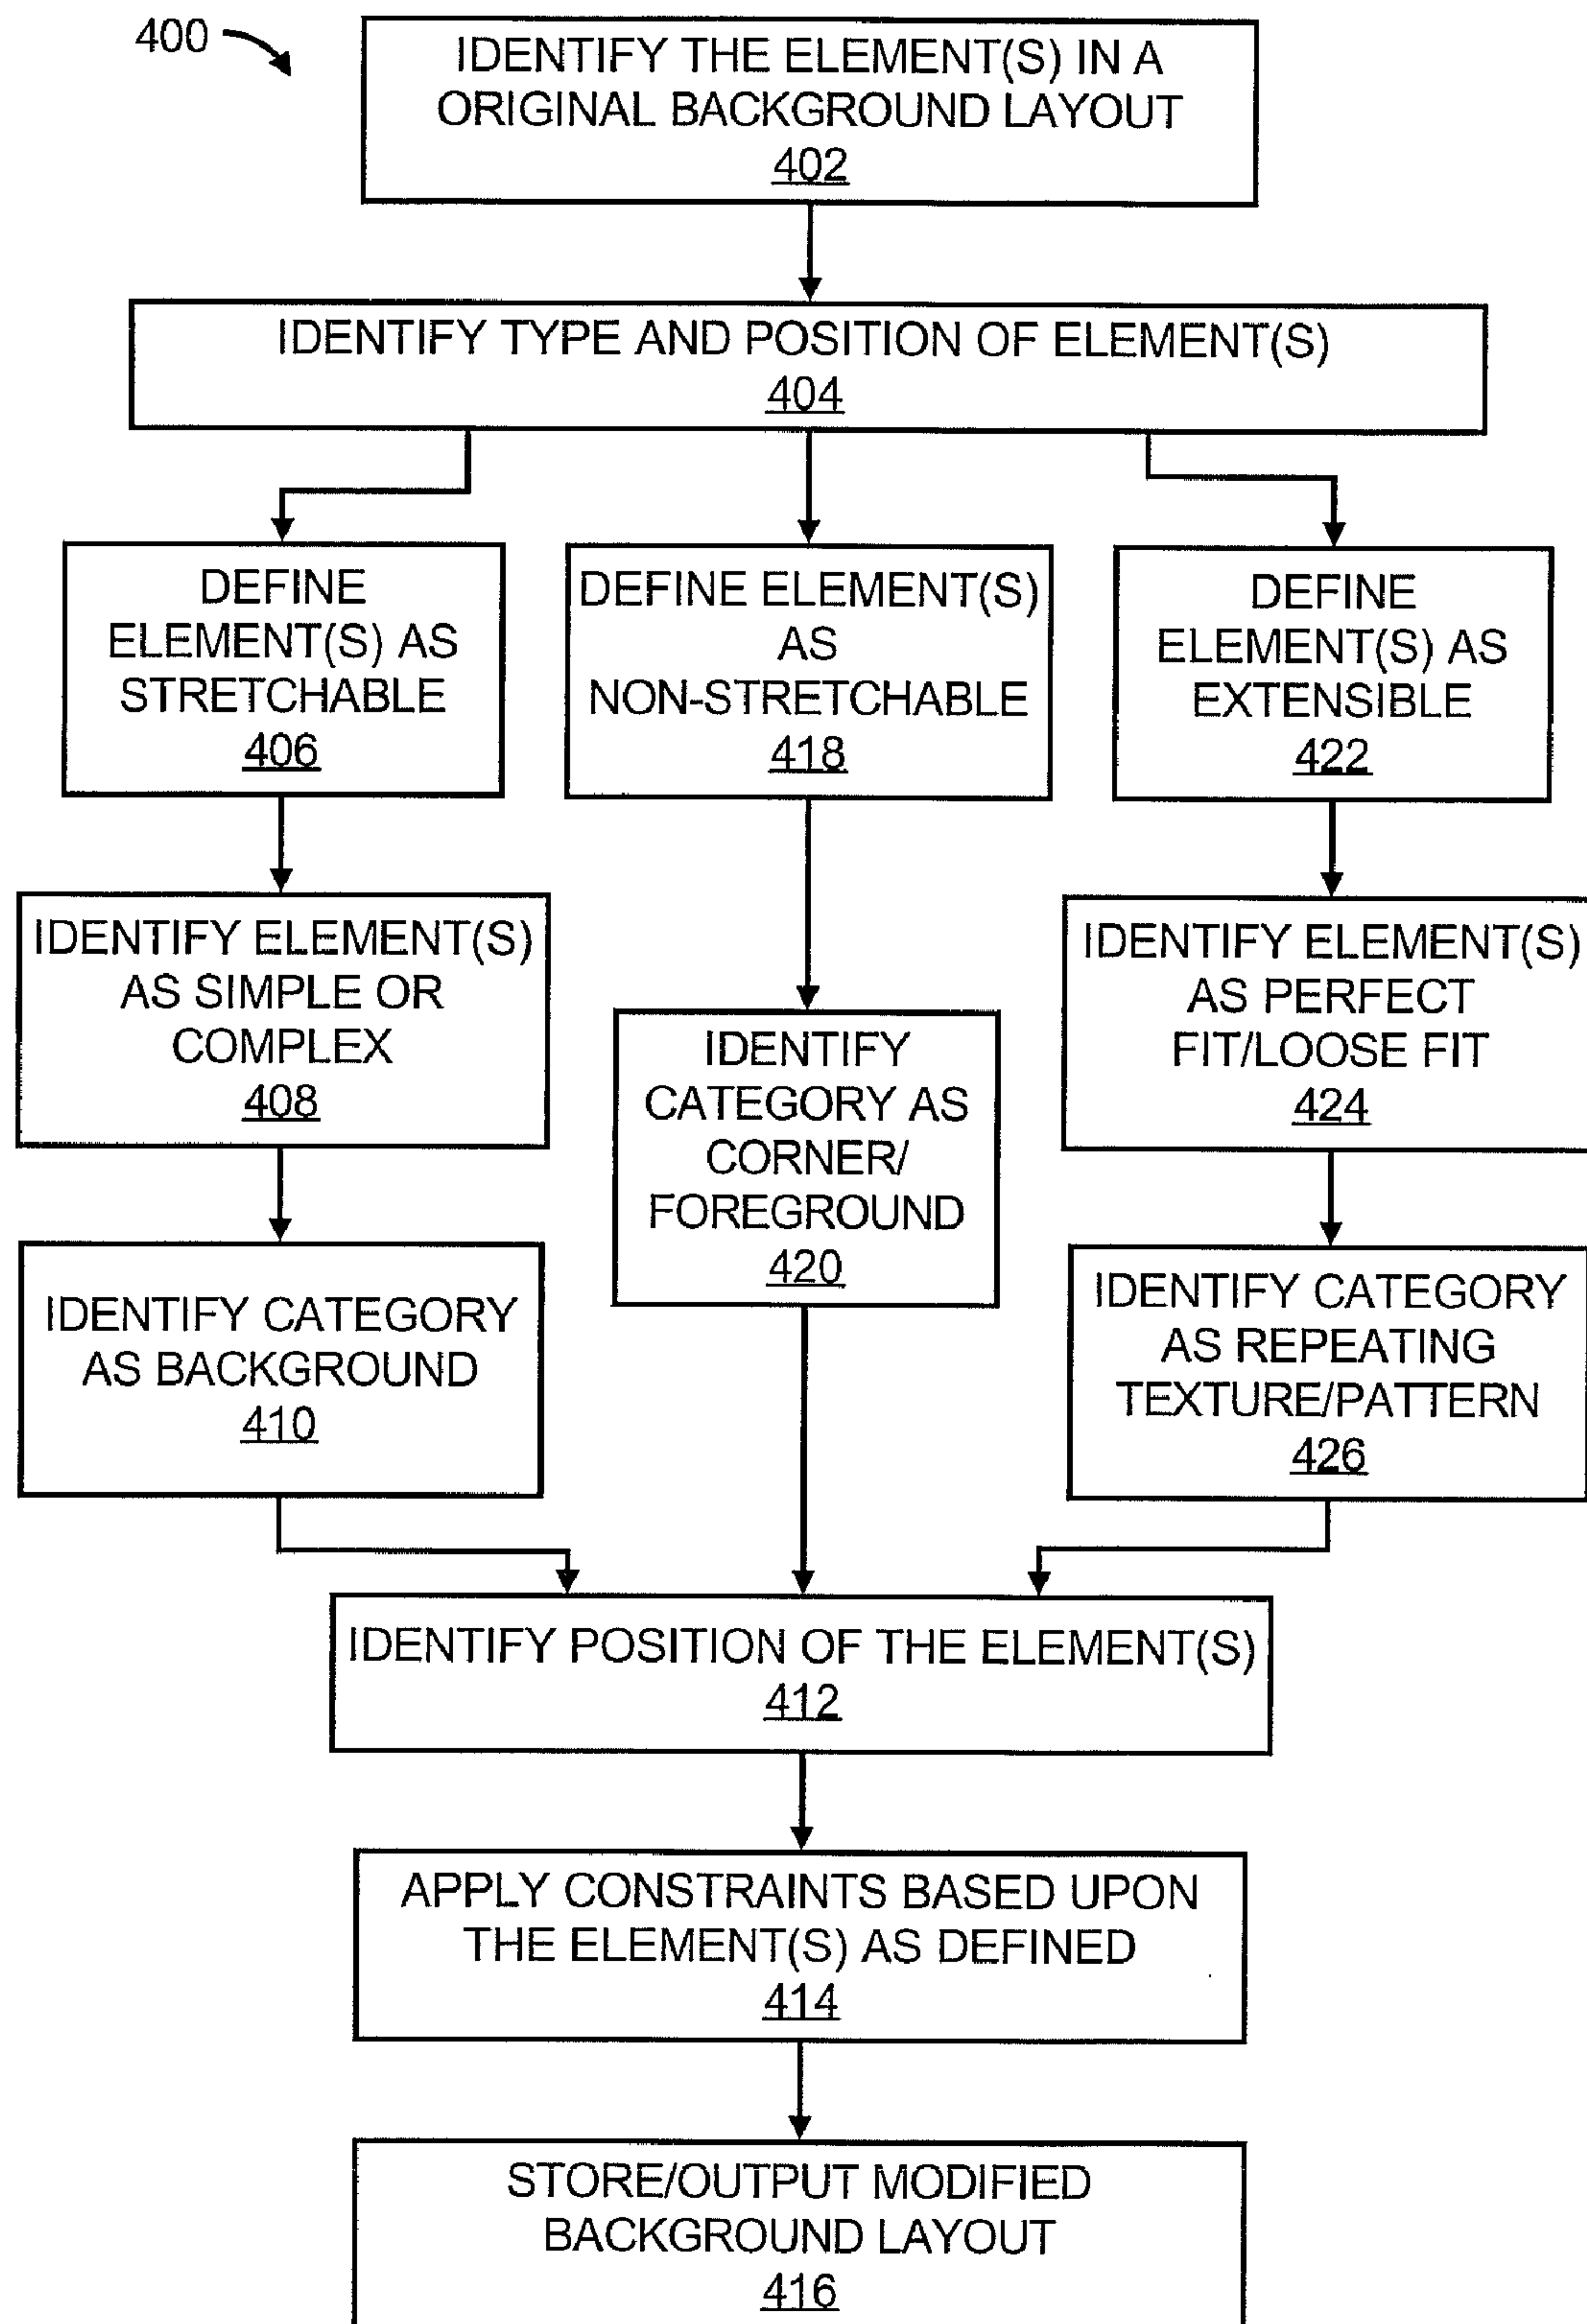 400
IDENTIFY THE ELEMENT(S) IN A
ORIGINAL BACKGROUND LAYOUT
402
IDENTIFY TYPE AND POSITION OF ELEMENT(S)
404
DEFINE
ELEMENT(S) AS
STRETCHABLE
406
DEFINE ELEMENT(S)
AS
NON-STRETCHABLE
418
DEFINE
ELEMENT(S) AS
EXTENSIBLE
422
IDENTIFY ELEMENT(S)
AS SIMPLE OR
COMPLEX
408
IDENTIFY
CATEGORY AS
CORNER/
FOREGROUND
420
IDENTIFY ELEMENT(S)
AS PERFECT
FIT/LOOSE FIT
424
IDENTIFY CATEGORY
AS BACKGROUND
410
IDENTIFY CATEGORY
AS REPEATING
TEXTURE/PATTERN
426
IDENTIFY POSITION OF THE ELEMENT(S)
412
APPLY CONSTRAINTS BASED UPON
THE ELEMENT(S) AS DEFINED
414
STORE/OUTPUT MODIFIED
BACKGROUND LAYOUT
416